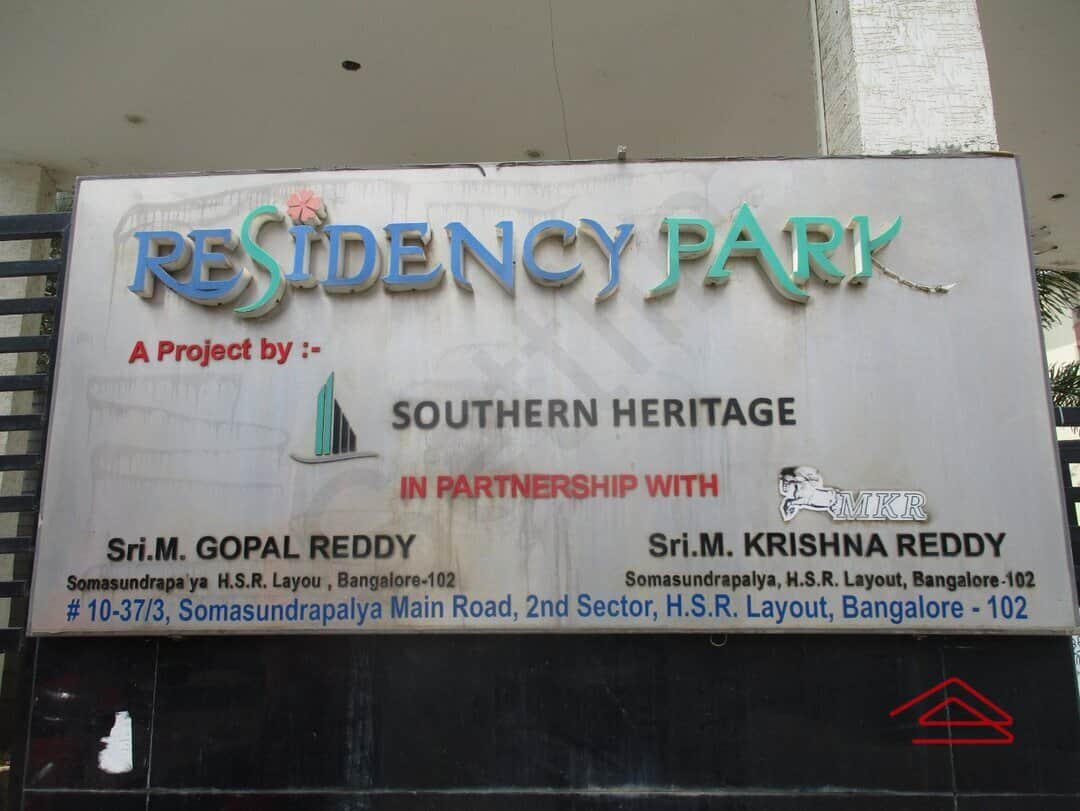 RESIDENCY PARK
A Project by :-
SOUTHERN HERITAGE
IN PARTNERSHIP WITH
MKR
Sri.M. GOPAL REDDY
Somasundrapa'ya H.S.R. Layou , Bangalore-102
Sri.M. KRISHNA REDDY
Somasundrapalya, H.S.R. Layout, Bangalore-102
# 10-37/3, Somasundrapalya Main Road, 2nd Sector, H.S.R. Layout, Bangalore - 102